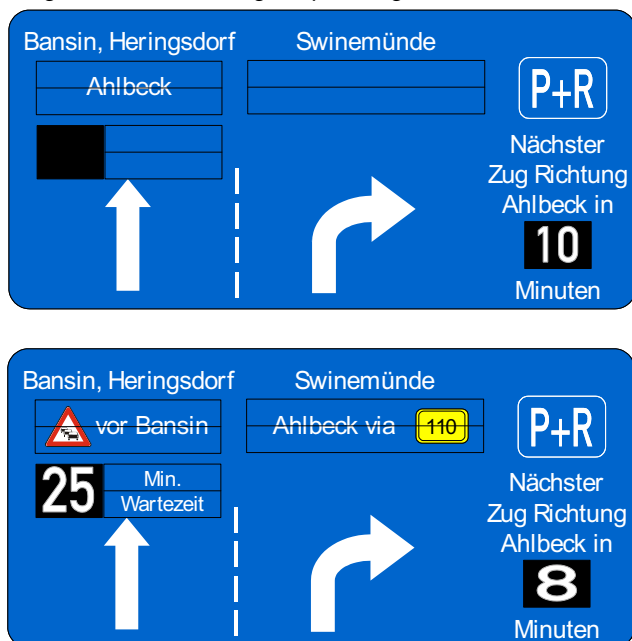 Bansin, Heringsdorf
Swinemünde
Ahlbeck
P+R
Nächster
Zug Richtung
Ahlbeck in
10
Minuten
Bansin, Heringsdorf
Swinemünde
vor Bansin
Ahlbeck via 110
25 Min.
Wartezeit
P+R
Nächster
Zug Richtung
Ahlbeck in
8
Minuten